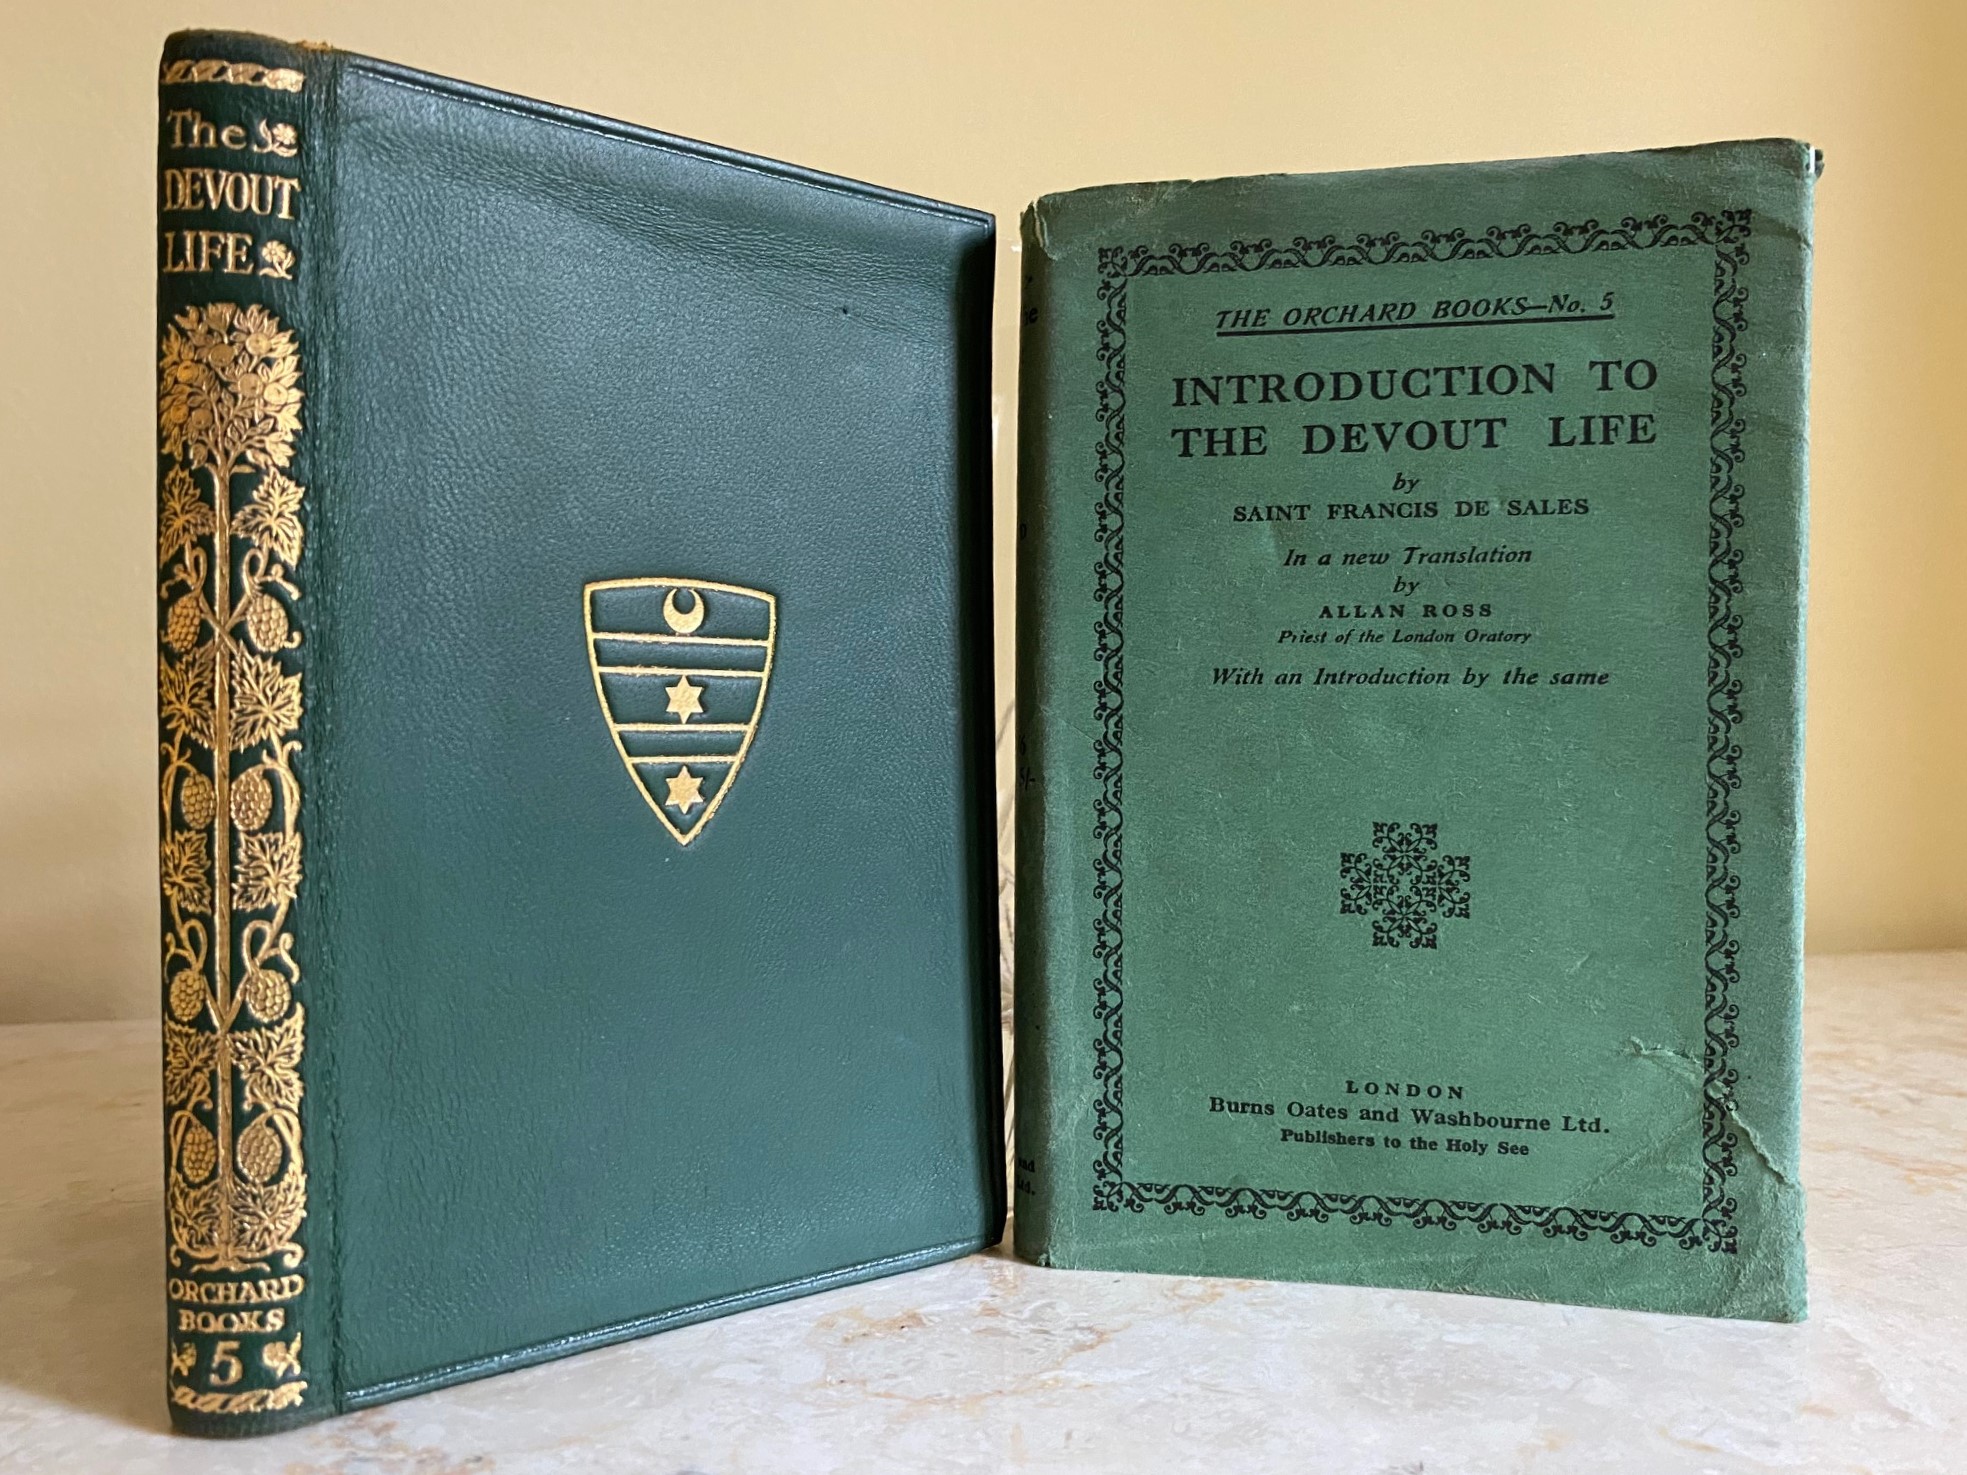 The
DEVOUT
LIFE
ORCHARD
BOOKS
5
THE ORCHARD BOOKS—No. 5
INTRODUCTION TO
THE DEVOUT LIFE
by
SAINT FRANCIS DE SALES
In a new Translation
by
ALLAN ROSS
Priest of the London Oratory
With an Introduction by the same
LONDON
Burns Oates and Washbourne Ltd.
Publishers to the Holy See